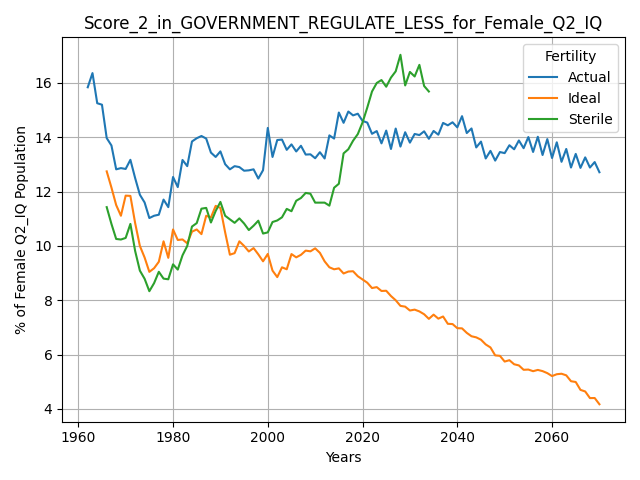 Score_2_in_GOVERNMENT_REGULATE_LESS_for_Female_Q2_IQ
Fertility
Actual
Ideal
Sterile
% of Female Q2_IQ Population
16
14
12
10
8
6
4
1960 1980 2000 2020 2040 2060
Years